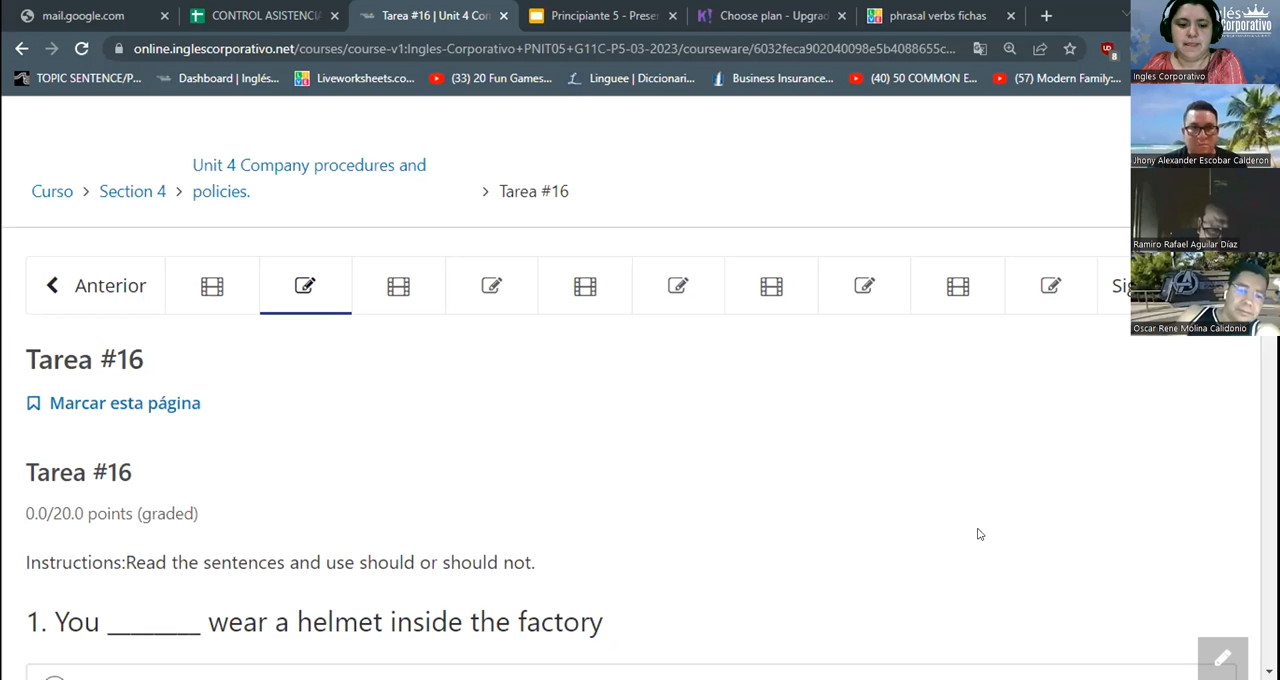 mail.google.com
CONTROL ASISTENCI
Tarea #16 | Unit 4 Co
Principiante 5 - Prese
Choose plan - Upgrad
phrasal verbs fichas
online.inglescorporativo.net/courses/course-v1:Ingles-Corporativo+PNIT05+G11C-P5-03-2023/courseware/6032feca902040098e5b4088655c...
8
TOPIC SENTENCE/P...
Dashboard | Inglés...
Liveworksheets.co...
(33) 20 Fun Games...
Linguee | Diccionari...
Business Insurance...
(40) 50 COMMON E...
(57) Modern Family:...
Ingles Corporativo
Jhony Alexander Escobar Calderon
Ramiro Rafael Aguilar Díaz
Oscar Rene Molina Calidonio
Unit 4 Company procedures and
Curso > Section 4 > policies. > Tarea #16
Anterior
Tarea #16
Marcar esta página
Tarea #16
0.0/20.0 points (graded)
Instructions:Read the sentences and use should or should not.
1. You ________ wear a helmet inside the factory